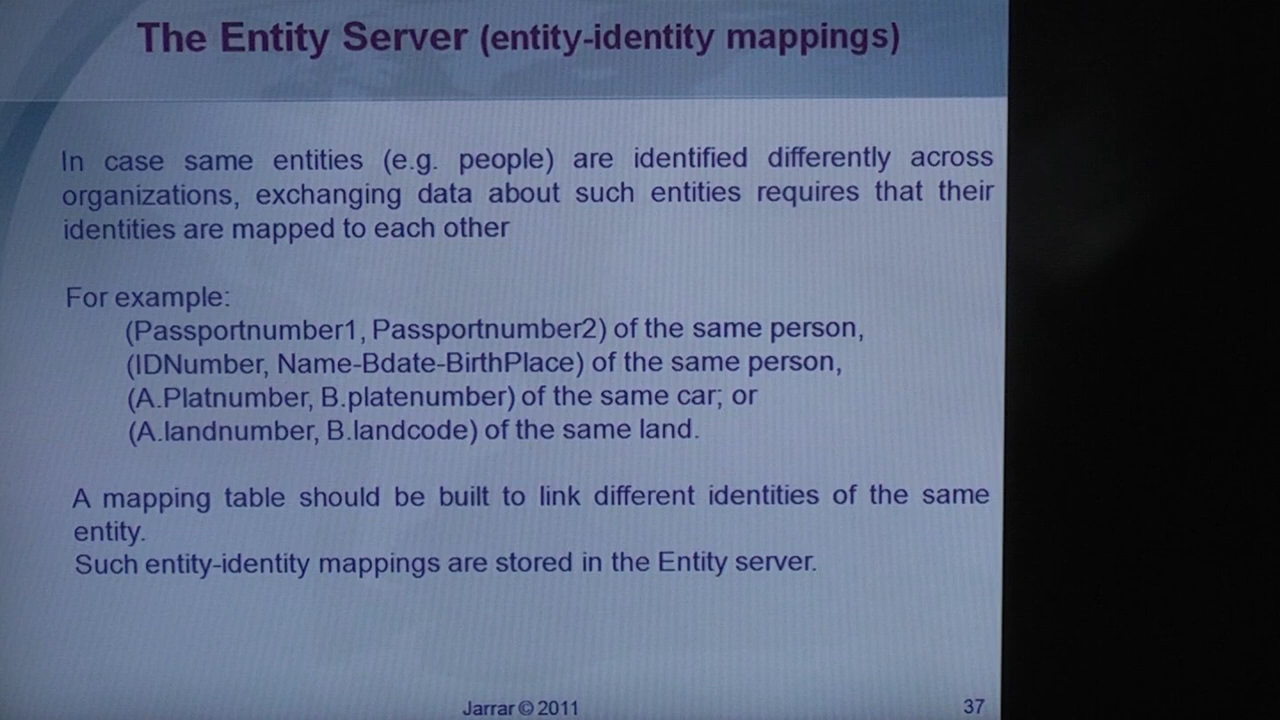 The Entity Server (entity-identity mappings)
In case same entities (e.g. people) are identified differently across
organizations, exchanging data about such entities requires that their
identities are mapped to each other
For example:
(Passportnumber1, Passportnumber2) of the same person,
(IDNumber, Name-Bdate-BirthPlace) of the same person,
(A.Platnumber, B.platenumber) of the same car; or
(A.landnumber, B.landcode) of the same land.
A mapping table should be built to link different identities of the same
entity.
Such entity-identity mappings are stored in the Entity server.
Jarrar © 2011
37